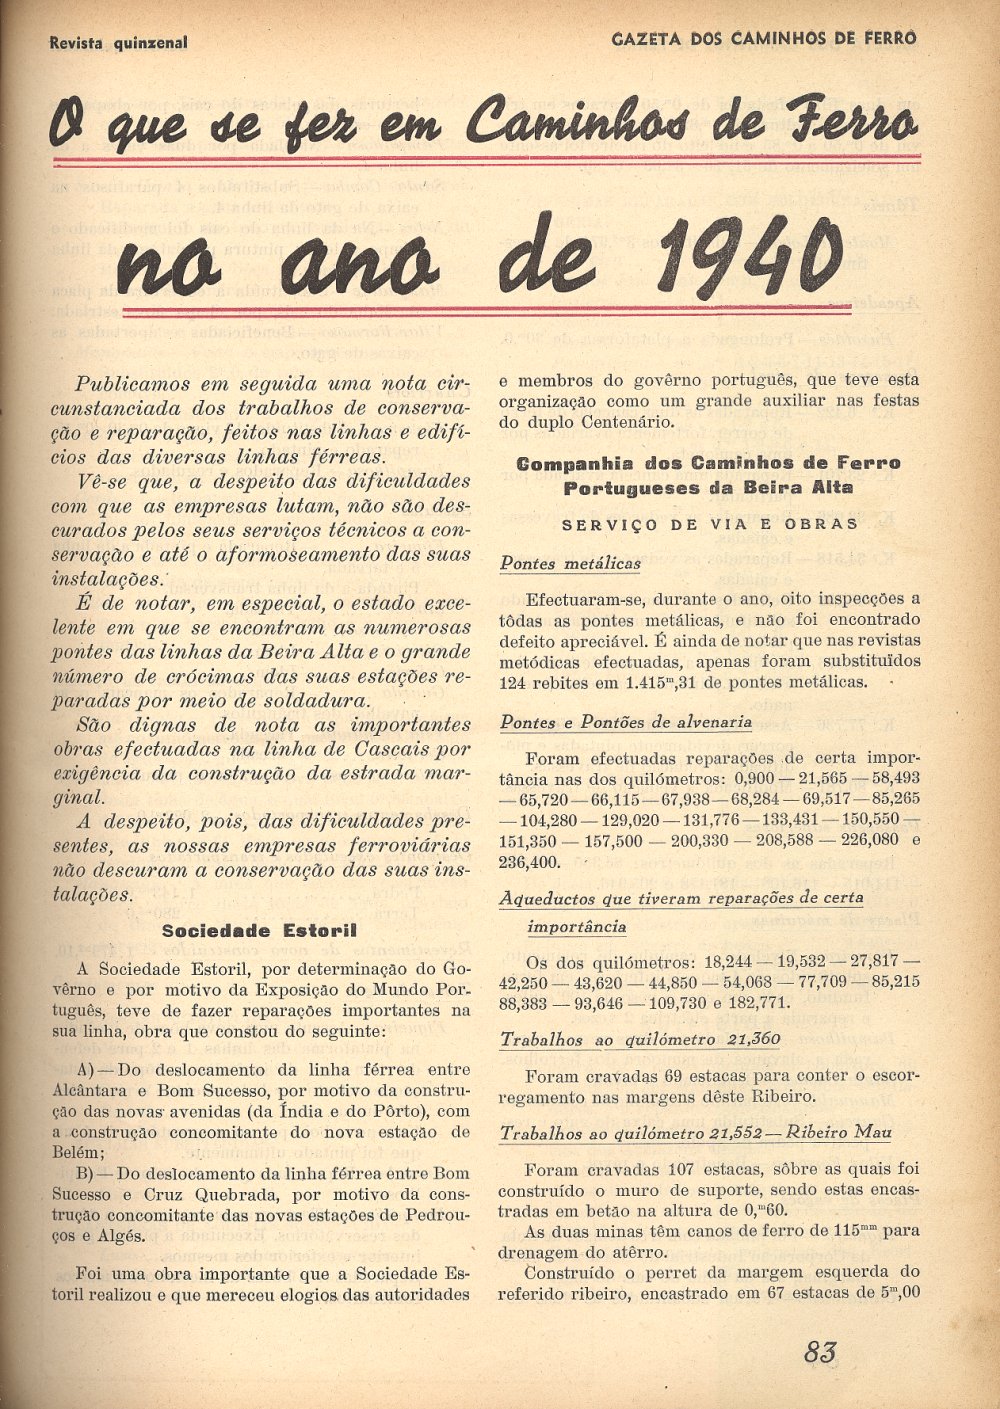 Revista quinzenal
GAZETA DOS CAMINHOS DE FERRO
O que se fez em Caminhos de Ferro
no ano de 1940
Publicamos em seguida uma nota cir-
cunstanciada dos trabalhos de conserva-
ção e reparação, feitos nas linhas e edifí-
cios das diversas linhas férreas.
Vê-se que, a despeito das dificuldades
com que as empresas lutam, não são des-
curados pelos seus serviços técnicos a con-
servação e até o aformoseamento das suas
instalações.
É de notar, em especial, o estado exce-
lente em que se encontram as numerosas
pontes das linhas da Beira Alta e o grande
número de crócimas das suas estações re-
paradas por meio de soldadura.
São dignas de nota as importantes
obras efectuadas na linha de Cascais por
exigência da construção da estrada mar-
ginal.
A despeito, pois, das dificuldades pre-
sentes, as nossas empresas ferroviárias
não descuram a conservação das suas ins-
talações.
Sociedade Estoril
A Sociedade Estoril, por determinação do Go-
vêrno e por motivo da Exposição do Mundo Por-
tuguês, teve de fazer reparações importantes na
sua linha, obra que constou do seguinte:
A) — Do deslocamento da linha férrea entre
Alcântara e Bom Sucesso, por motivo da constru-
ção das novas avenidas (da Índia e do Pôrto), com
a construção concomitante do nova estação de
Belém;
B) — Do deslocamento da linha férrea entre Bom
Sucesso e Cruz Quebrada, por motivo da cons-
trução concomitante das novas estações de Pedrou-
ços e Algés.
Foi uma obra importante que a Sociedade Es-
toril realizou e que mereceu elogios das autoridades
e membros do govêrno português, que teve esta
organização como um grande auxiliar nas festas
do duplo Centenário.
Companhia dos Caminhos de Ferro
Portugueses da Beira Alta
SERVIÇO DE VIA E OBRAS
Pontes metálicas
Efectuaram-se, durante o ano, oito inspecções a
tôdas as pontes metálicas, e não foi encontrado
defeito apreciável. É ainda de notar que nas revistas
metódicas efectuadas, apenas foram substituïdos
124 rebites em 1.415ᵐ,31 de pontes metálicas.
Pontes e Pontões de alvenaria
Foram efectuadas reparações de certa impor-
tância nas dos quilómetros: 0,900 — 21,565 — 58,493
— 65,720 — 66,115 — 67,938 — 68,284 — 69,517 — 85,265
— 104,280 — 129,020 — 131,776 — 133,431 — 150,550 —
151,350 — 157,500 — 200,330 — 208,588 — 226,080 e
236,400.
Aqueductos que tiveram reparações de certa
importância
Os dos quilómetros: 18,244 — 19,532 — 27,817 —
42,250 — 43,620 — 44,850 — 54,068 — 77,709 — 85,215
88,383 — 93,646 — 109,730 e 182,771.
Trabalhos ao quilómetro 21,360
Foram cravadas 69 estacas para conter o escor-
regamento nas margens dêste Ribeiro.
Trabalhos ao quilómetro 21,552 — Ribeiro Mau
Foram cravadas 107 estacas, sôbre as quais foi
construído o muro de suporte, sendo estas encas-
tradas em betão na altura de 0,ᵐ60.
As duas minas têm canos de ferro de 115ᵐᵐ para
drenagem do atêrro.
Construído o perret da margem esquerda do
referido ribeiro, encastrado em 67 estacas de 5ᵐ,00
83